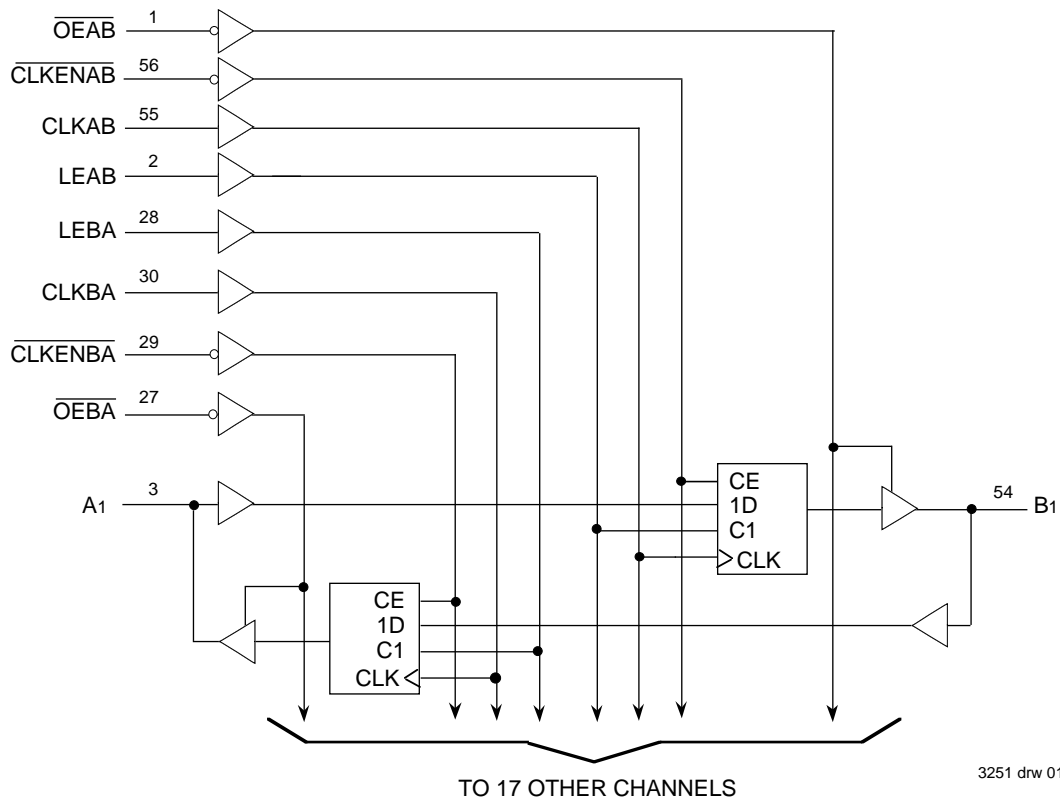 OEAB 1
CLKENAB 56
CLKAB 55
LEAB 2
LEBA 28
CLKBA 30
CLKENBA 29
OEBA 27
A1 3
CE
1D
C1
CLK
54 B1
CE
1D
C1
CLK
TO 17 OTHER CHANNELS
3251 drw 01